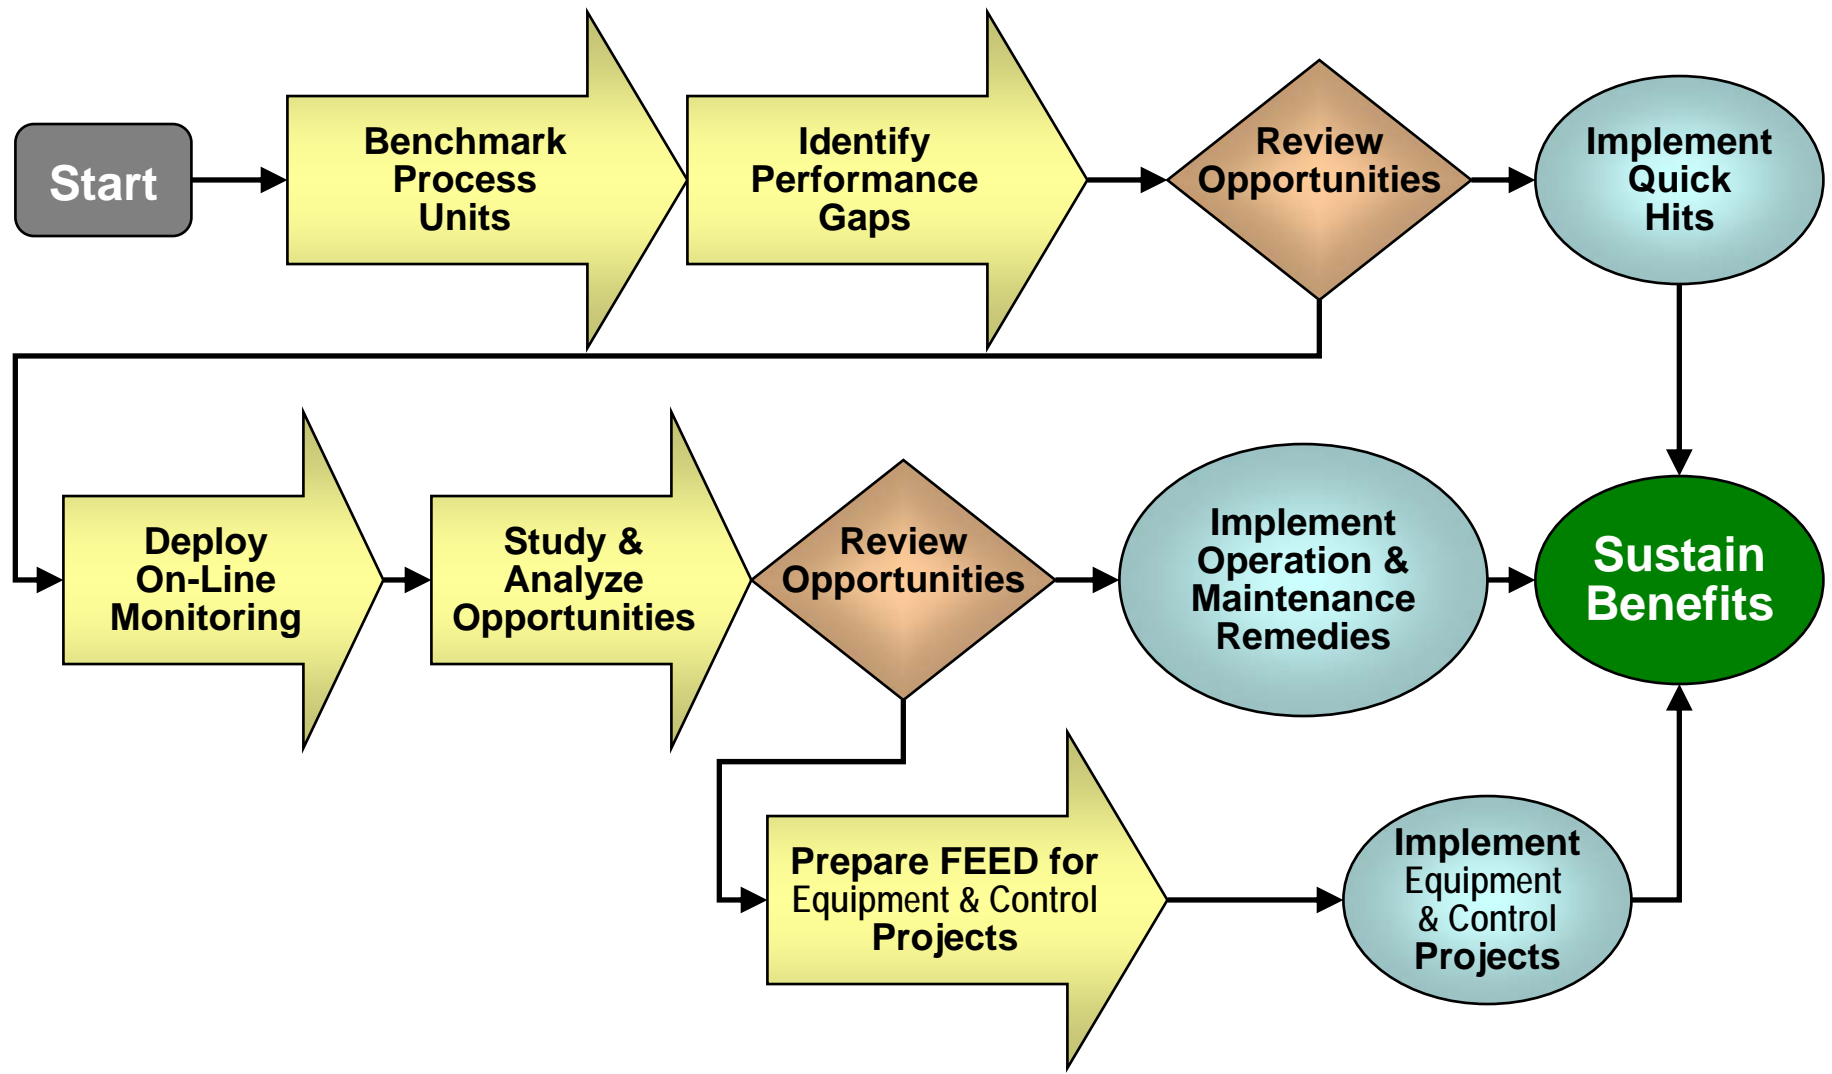 Start
Benchmark
Process
Units
Identify
Performance
Gaps
Review
Opportunities
Implement
Quick
Hits
Deploy
On-Line
Monitoring
Study &
Analyze
Opportunities
Review
Opportunities
Implement
Operation &
Maintenance
Remedies
Sustain
Benefits
Prepare FEED for
Equipment & Control
Projects
Implement
Equipment
& Control
Projects